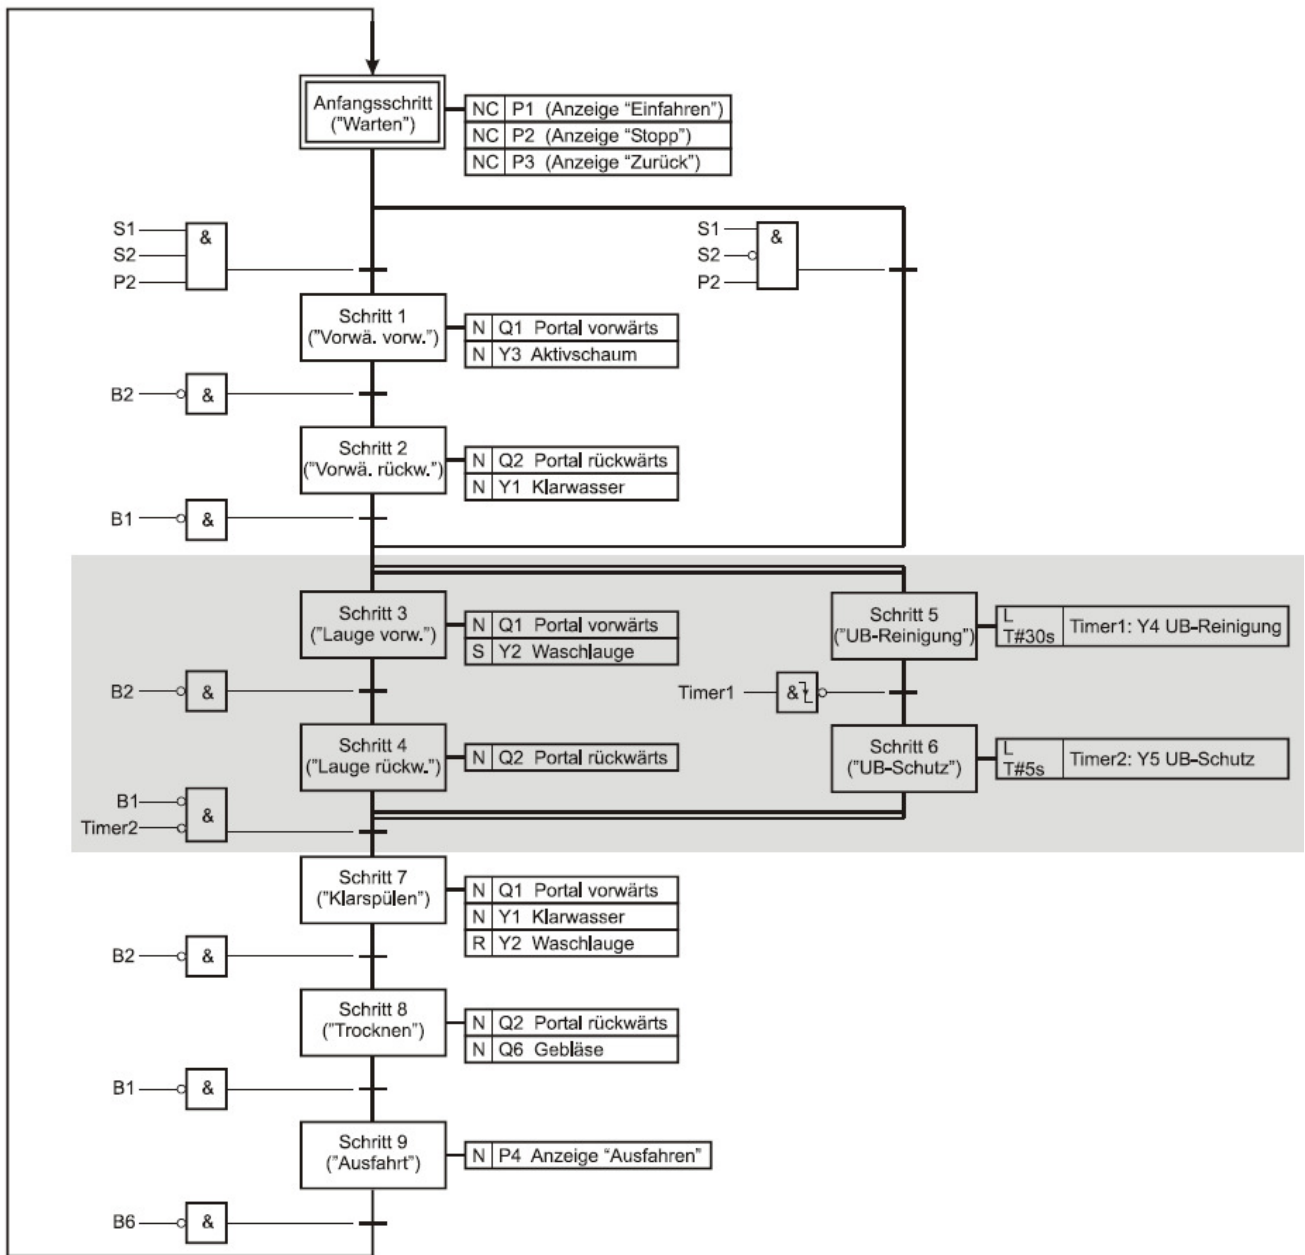 Anfangsschritt
("Warten")
NC P1 (Anzeige "Einfahren")
NC P2 (Anzeige "Stopp")
NC P3 (Anzeige "Zurück")
S1
S2
P2
&
S1
S2
P2
&
Schritt 1
("Vorwä. vorw.")
N Q1 Portal vorwärts
N Y3 Aktivschaum
B2
&
Schritt 2
("Vorwä. rückw.")
N Q2 Portal rückwärts
N Y1 Klarwasser
B1
&
Schritt 3
("Lauge vorw.")
N Q1 Portal vorwärts
S Y2 Waschlauge
Schritt 5
("UB-Reinigung")
L
T#30s
Timer1: Y4 UB-Reinigung
B2
&
Timer1
&
Schritt 4
("Lauge rückw.")
N Q2 Portal rückwärts
Schritt 6
("UB-Schutz")
L
T#5s
Timer2: Y5 UB-Schutz
B1
Timer2
&
Schritt 7
("Klarspülen")
N Q1 Portal vorwärts
N Y1 Klarwasser
R Y2 Waschlauge
B2
&
Schritt 8
("Trocknen")
N Q2 Portal rückwärts
N Q6 Gebläse
B1
&
Schritt 9
("Ausfahrt")
N P4 Anzeige "Ausfahren"
B6
&